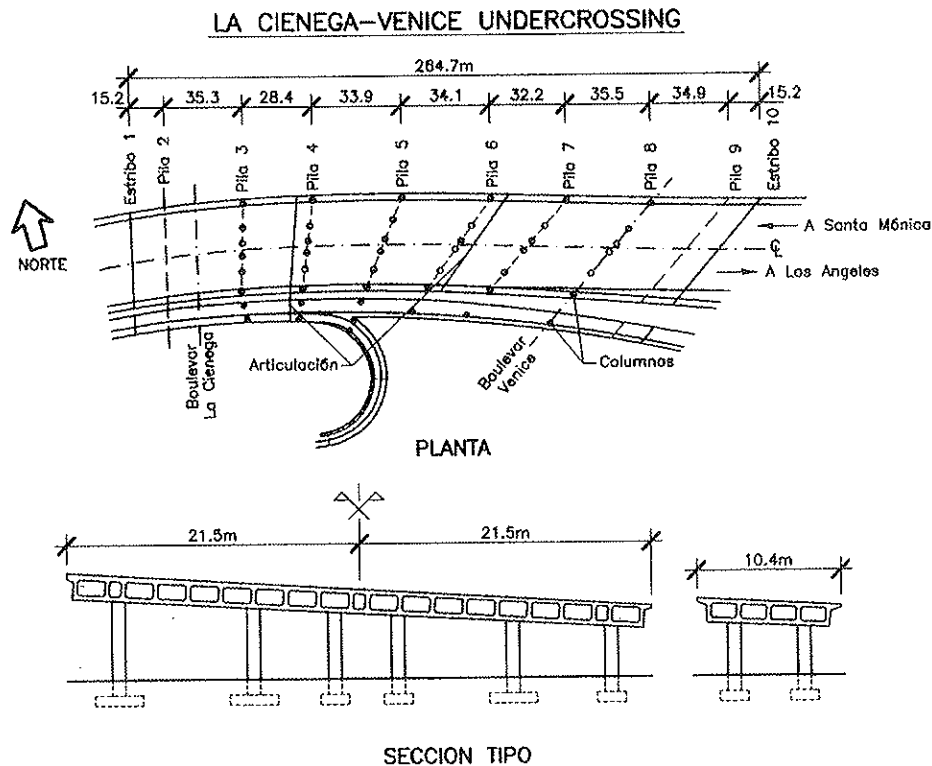 LA CIENEGA-VENICE UNDERCROSSING
264.7m
15.2 35.3 28.4 33.9 34.1 32.2 35.5 34.9 15.2
Estribo 1
Pila 2
Pila 3
Pila 4
Pila 5
Pila 6
Pila 7
Pila 8
Pila 9
Estribo 10
NORTE
A Santa Mónica
℄
A Los Angeles
Boulevar
La Cienega
Articulación
Boulevar
Venice
Columnas
PLANTA
21.5m 21.5m
10.4m
SECCION TIPO